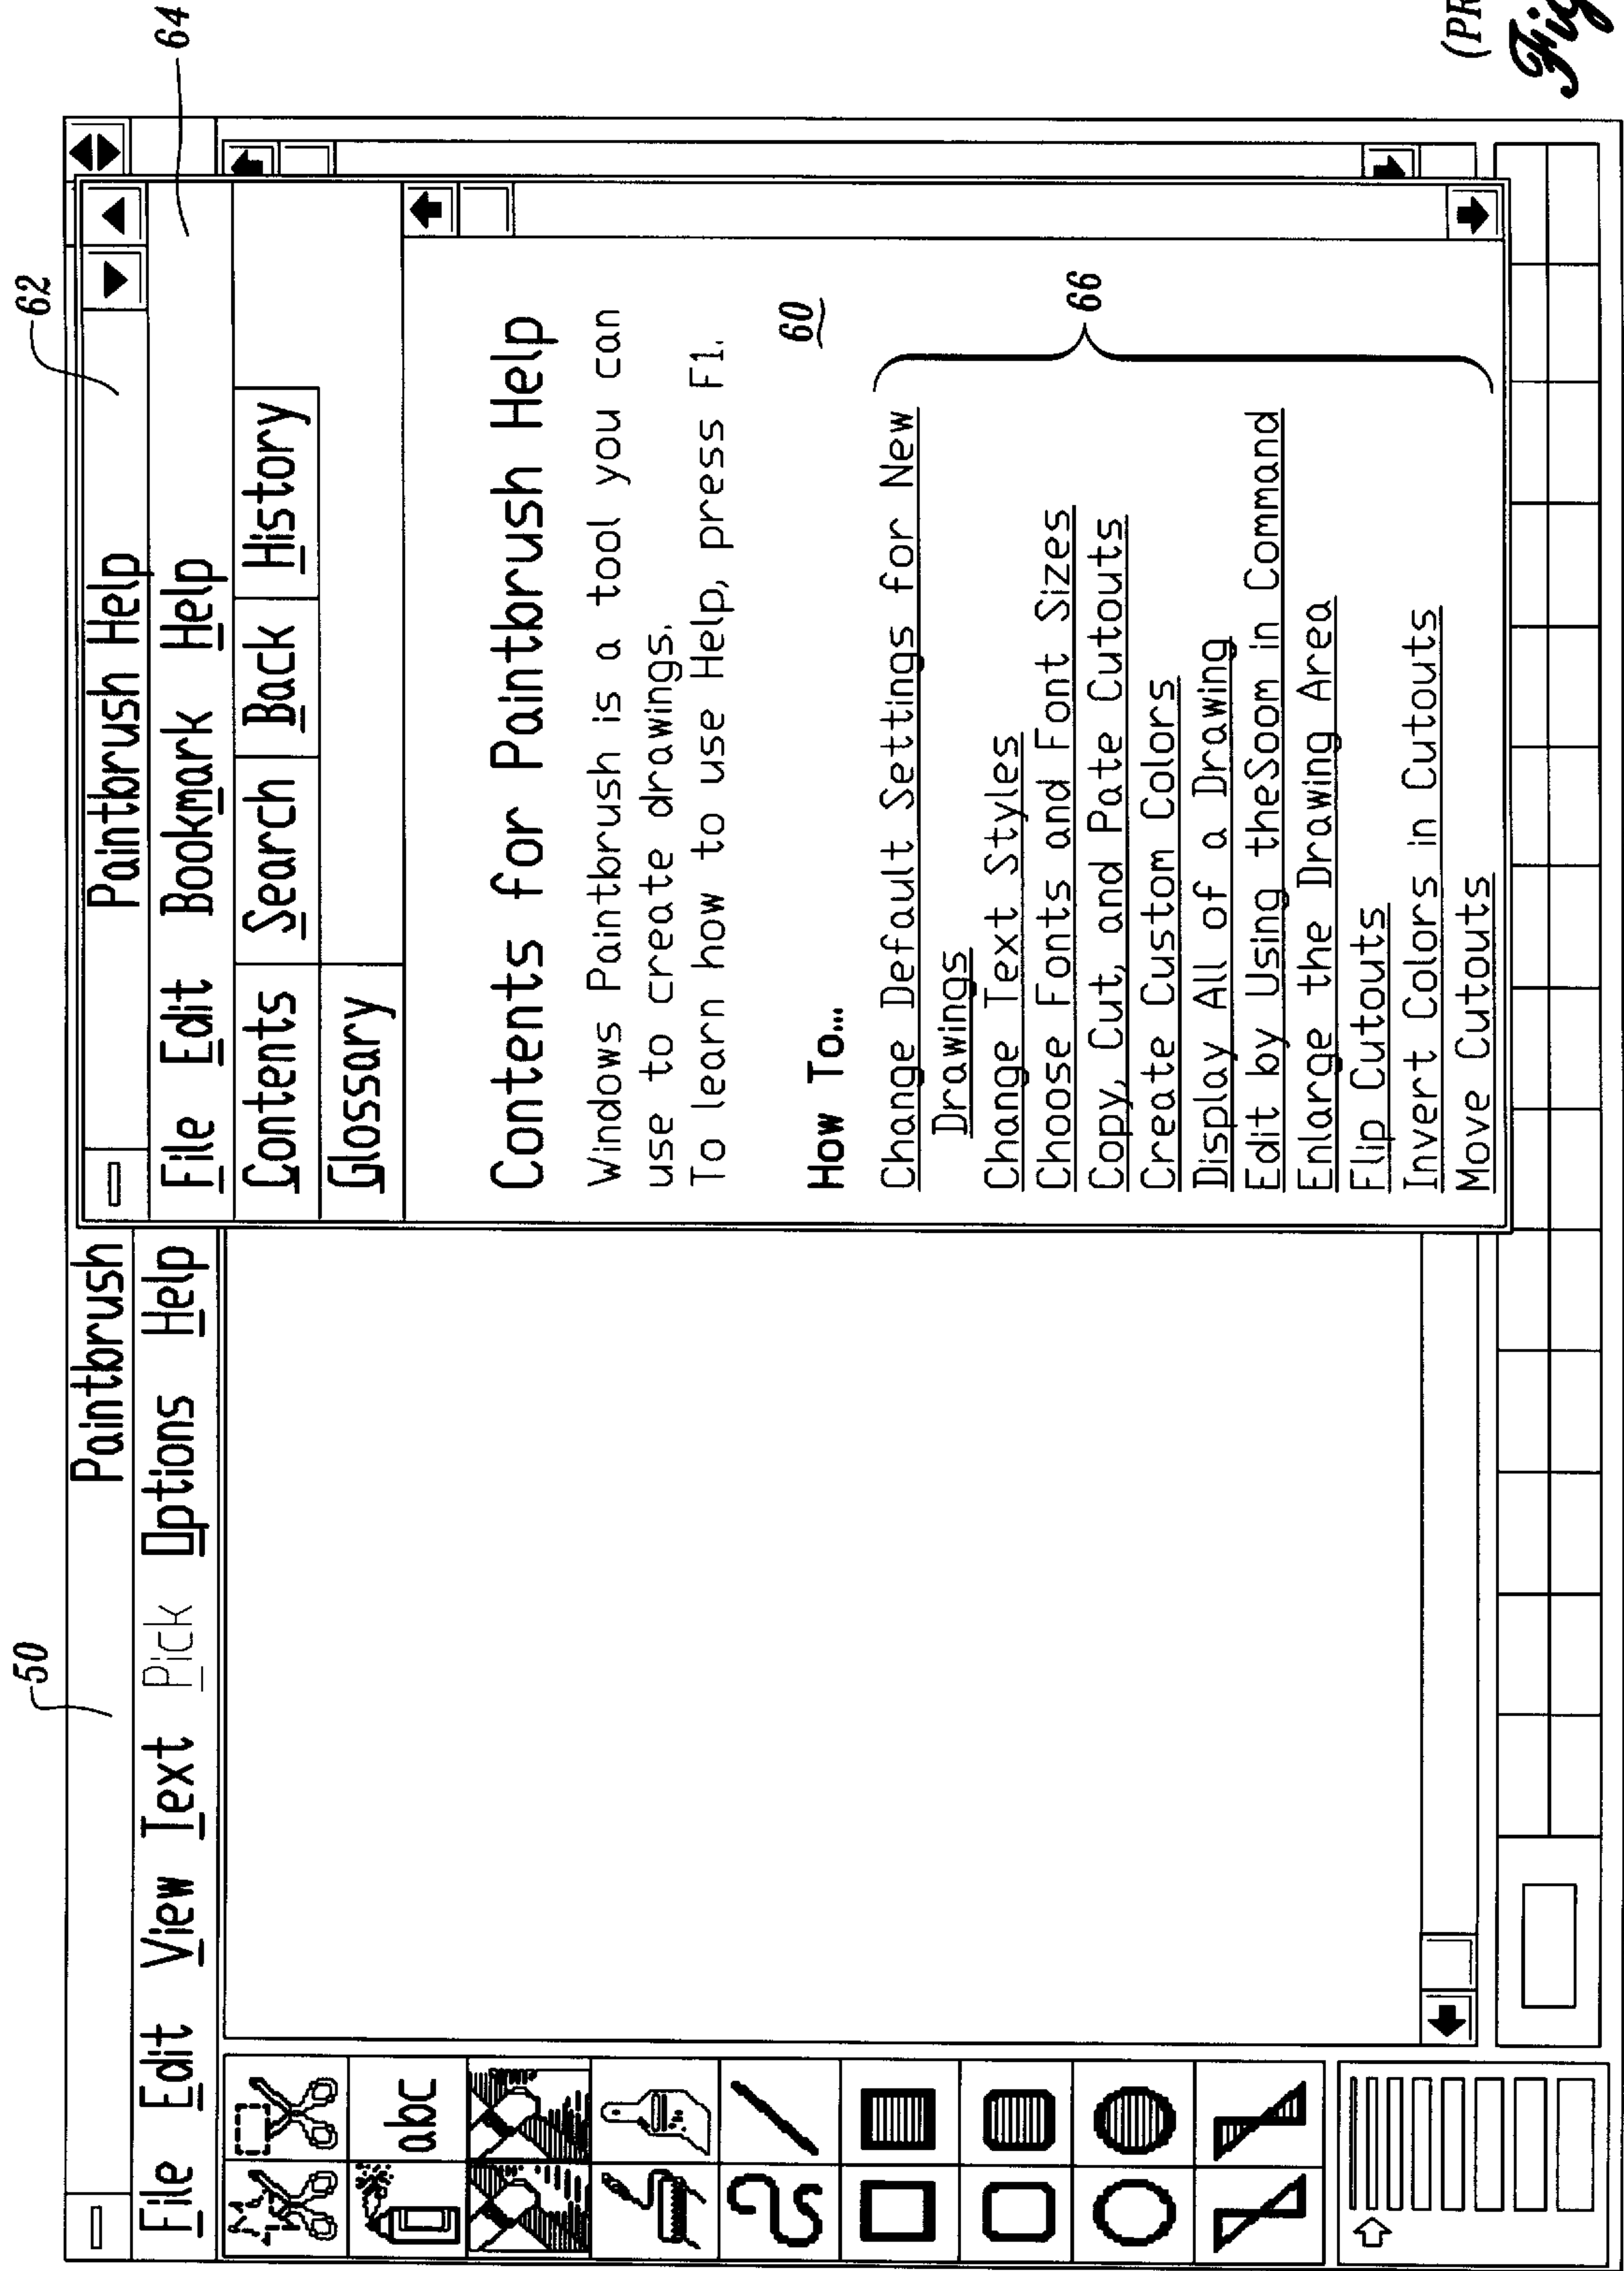 50
62
64
Paintbrush
File Edit View Text Pick Options Help
abc
Paintbrush Help
File Edit Bookmark Help
Contents Search Back History
Glossary
Contents for Paintbrush Help
Windows Paintbrush is a tool you can
use to create drawings.
To learn how to use Help, press F1.
60
How To...
66
Change Default Settings for New
Drawings
Change Text Styles
Choose Fonts and Font Sizes
Copy, Cut, and Pate Cutouts
Create Custom Colors
Display All of a Drawing
Edit by Using theSoom in Command
Enlarge the Drawing Area
Flip Cutouts
Invert Colors in Cutouts
Move Cutouts
(PR
Fig